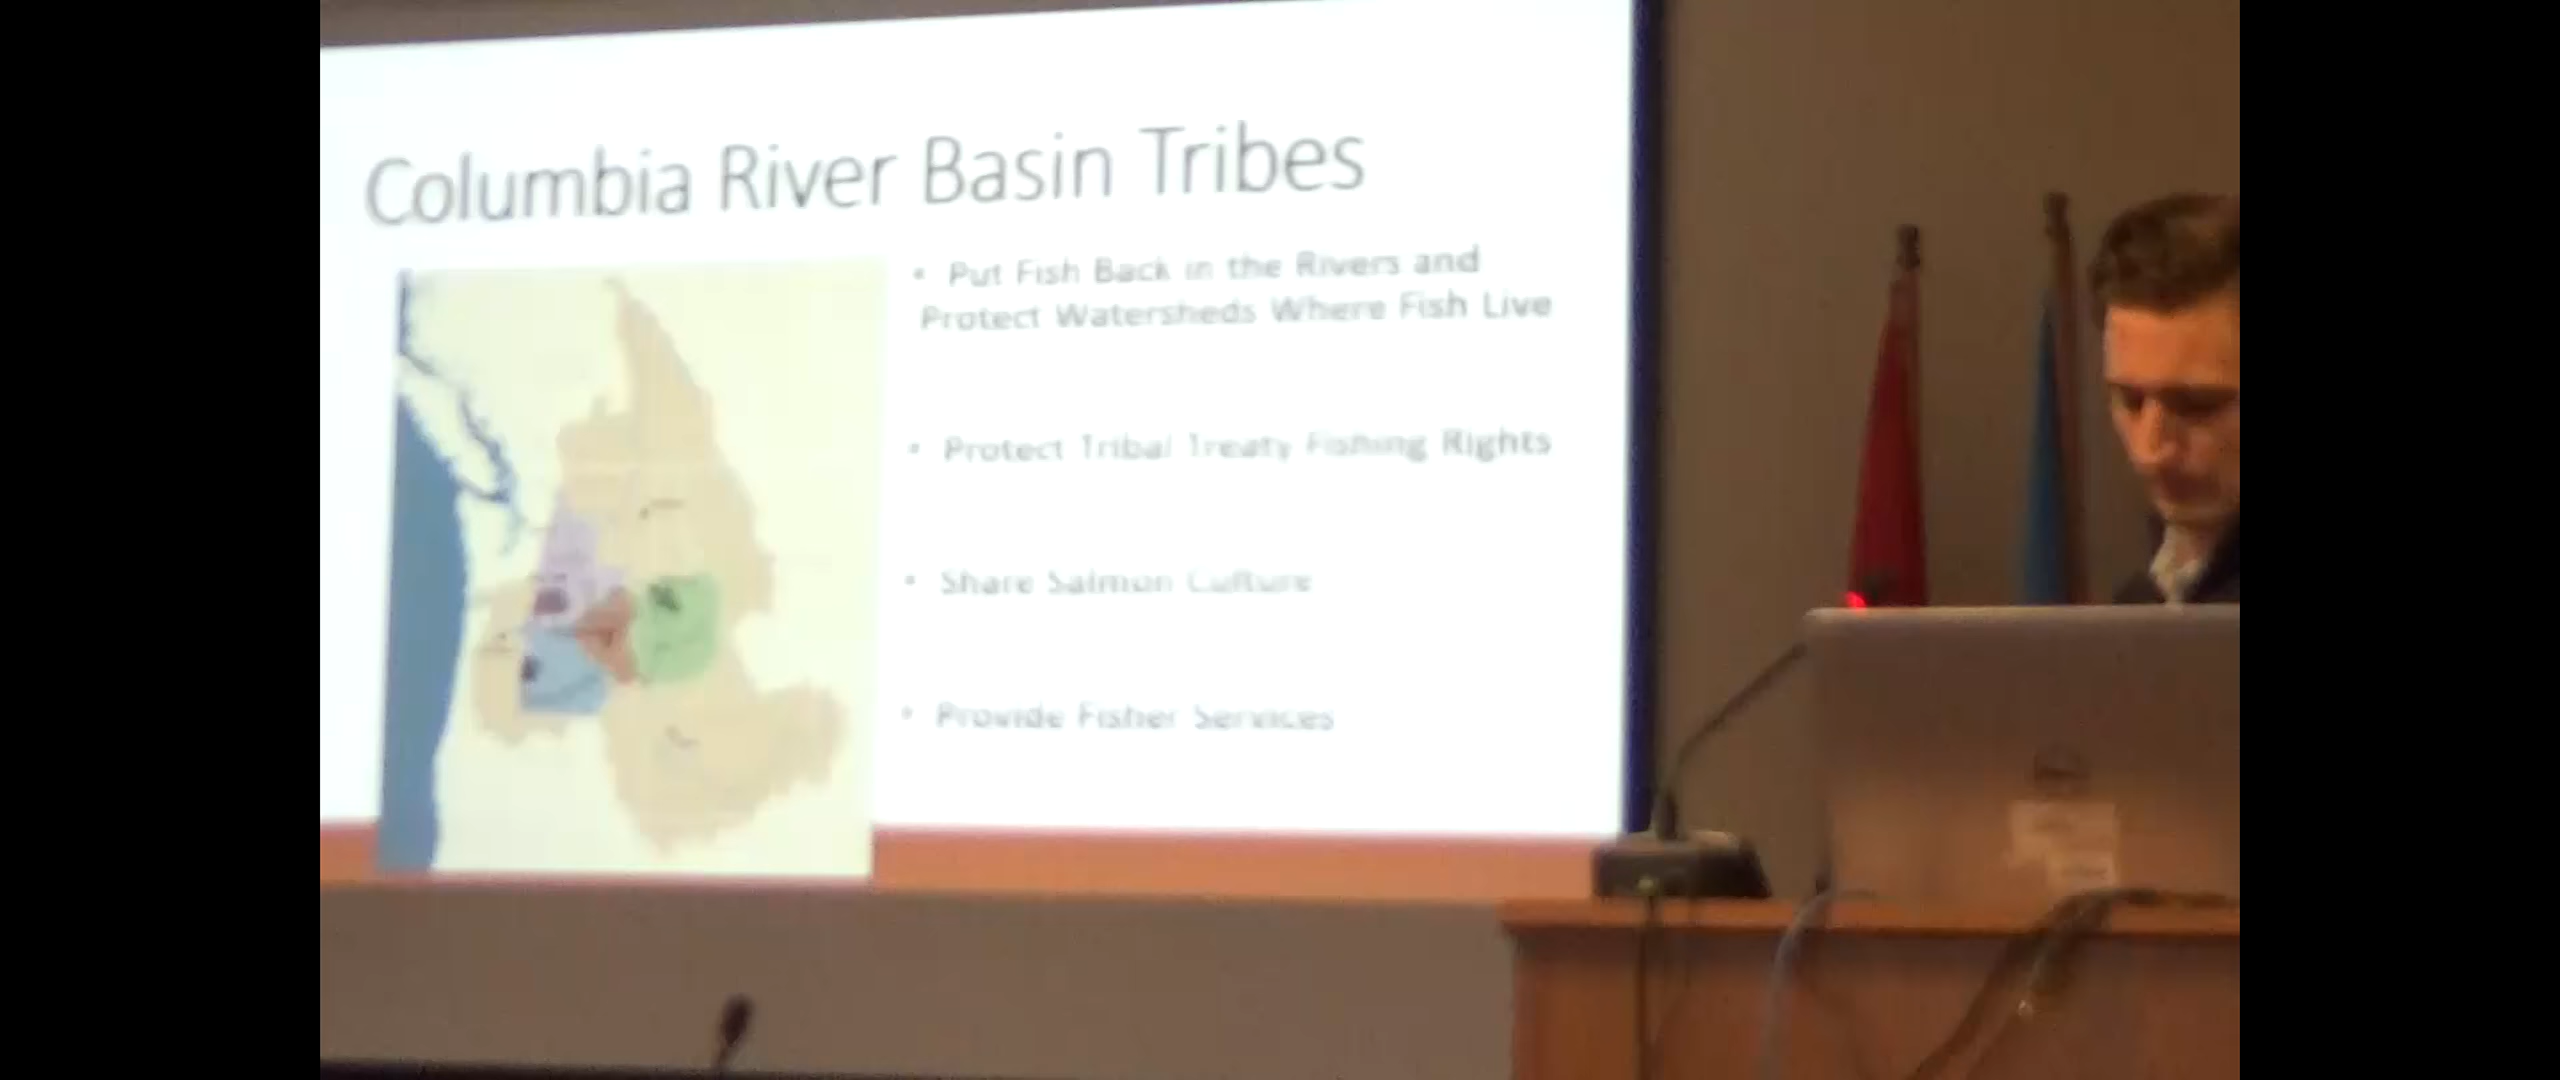 Columbia River Basin Tribes
• Put Fish Back in the Rivers and
Protect Watersheds Where Fish Live
• Protect Tribal Treaty Fishing Rights
• Share Salmon Culture
• Provide Fisher Services